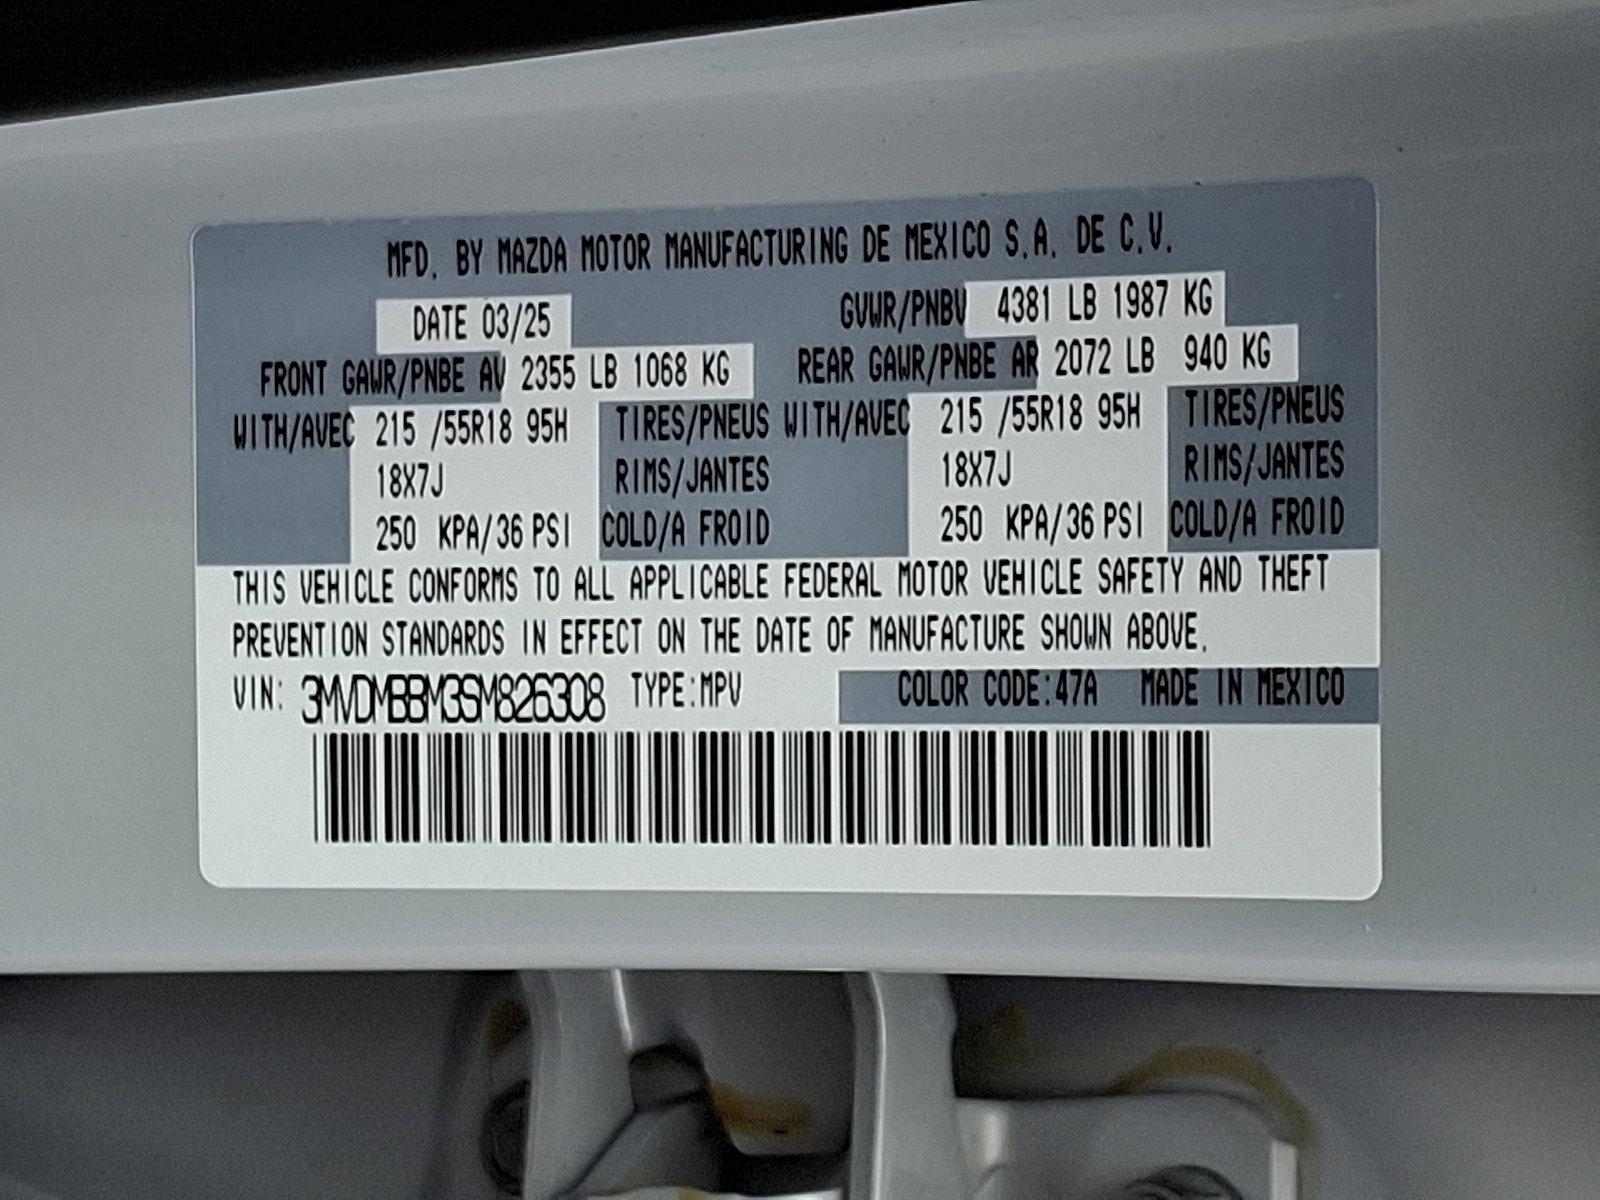 MFD. BY MAZDA MOTOR MANUFACTURING DE MEXICO S.A. DE C.V.
DATE 03/25 GVWR/PNBV 4381 LB 1987 KG
FRONT GAWR/PNBE AV 2355 LB 1068 KG REAR GAWR/PNBE AR 2072 LB 940 KG
WITH/AVEC 215 /55R18 95H TIRES/PNEUS WITH/AVEC 215 /55R18 95H TIRES/PNEUS
18X7J RIMS/JANTES 18X7J RIMS/JANTES
250 KPA/36 PSI COLD/A FROID 250 KPA/36 PSI COLD/A FROID
THIS VEHICLE CONFORMS TO ALL APPLICABLE FEDERAL MOTOR VEHICLE SAFETY AND THEFT
PREVENTION STANDARDS IN EFFECT ON THE DATE OF MANUFACTURE SHOWN ABOVE.
VIN: 3MVDMBBM3SM826308 TYPE:MPV COLOR CODE:47A MADE IN MEXICO